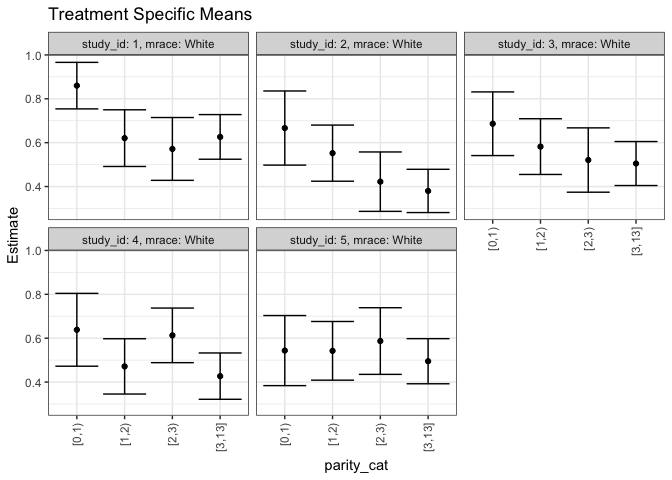 Treatment Specific Means
study_id: 1, mrace: White
study_id: 2, mrace: White
study_id: 3, mrace: White
1.0
0.8
0.6
0.4
[0,1)
[1,2)
[2,3)
[3,13]
Estimate
study_id: 4, mrace: White
study_id: 5, mrace: White
1.0
0.8
0.6
0.4
[0,1)
[1,2)
[2,3)
[3,13]
[0,1)
[1,2)
[2,3)
[3,13]
parity_cat